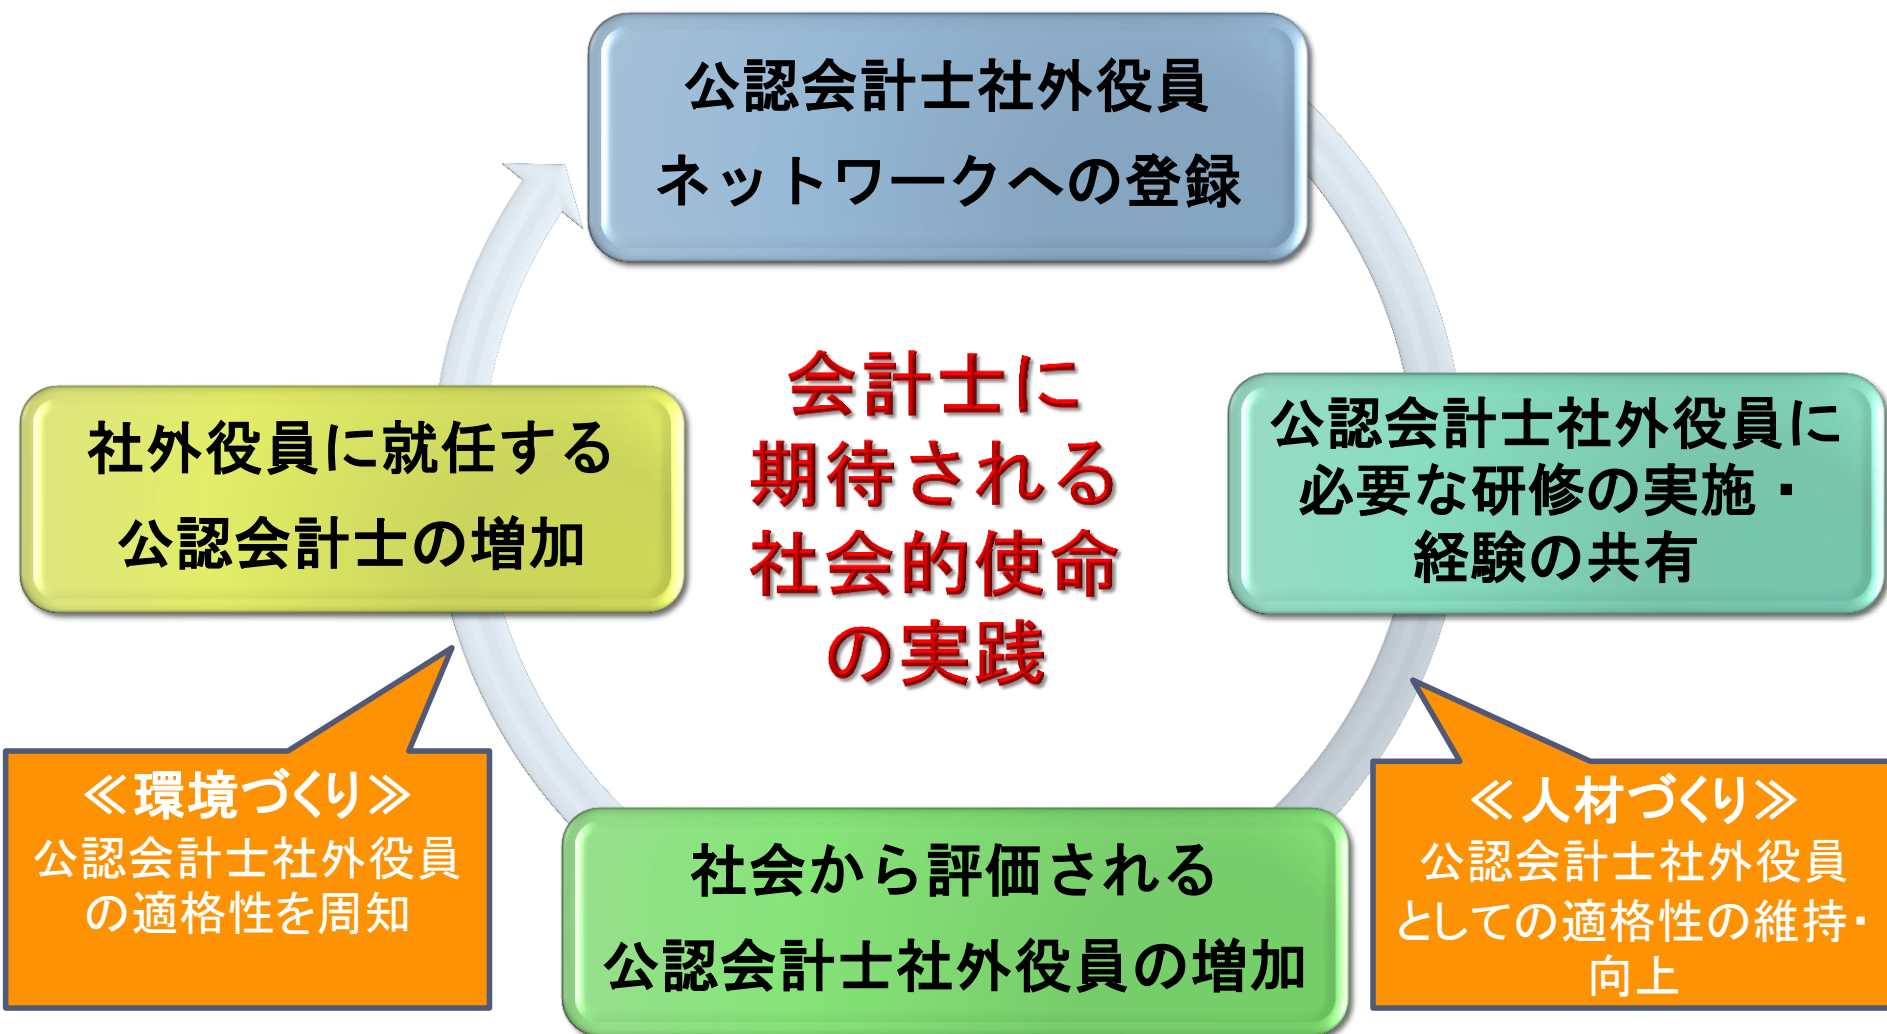 公認会計士社外役員
ネットワークへの登録
会計士に
期待される
社会的使命
の実践
社外役員に就任する
公認会計士の増加
公認会計士社外役員に
必要な研修の実施・
経験の共有
≪環境づくり≫
公認会計士社外役員
の適格性を周知
社会から評価される
公認会計士社外役員の増加
≪人材づくり≫
公認会計士社外役員
としての適格性の維持・
向上